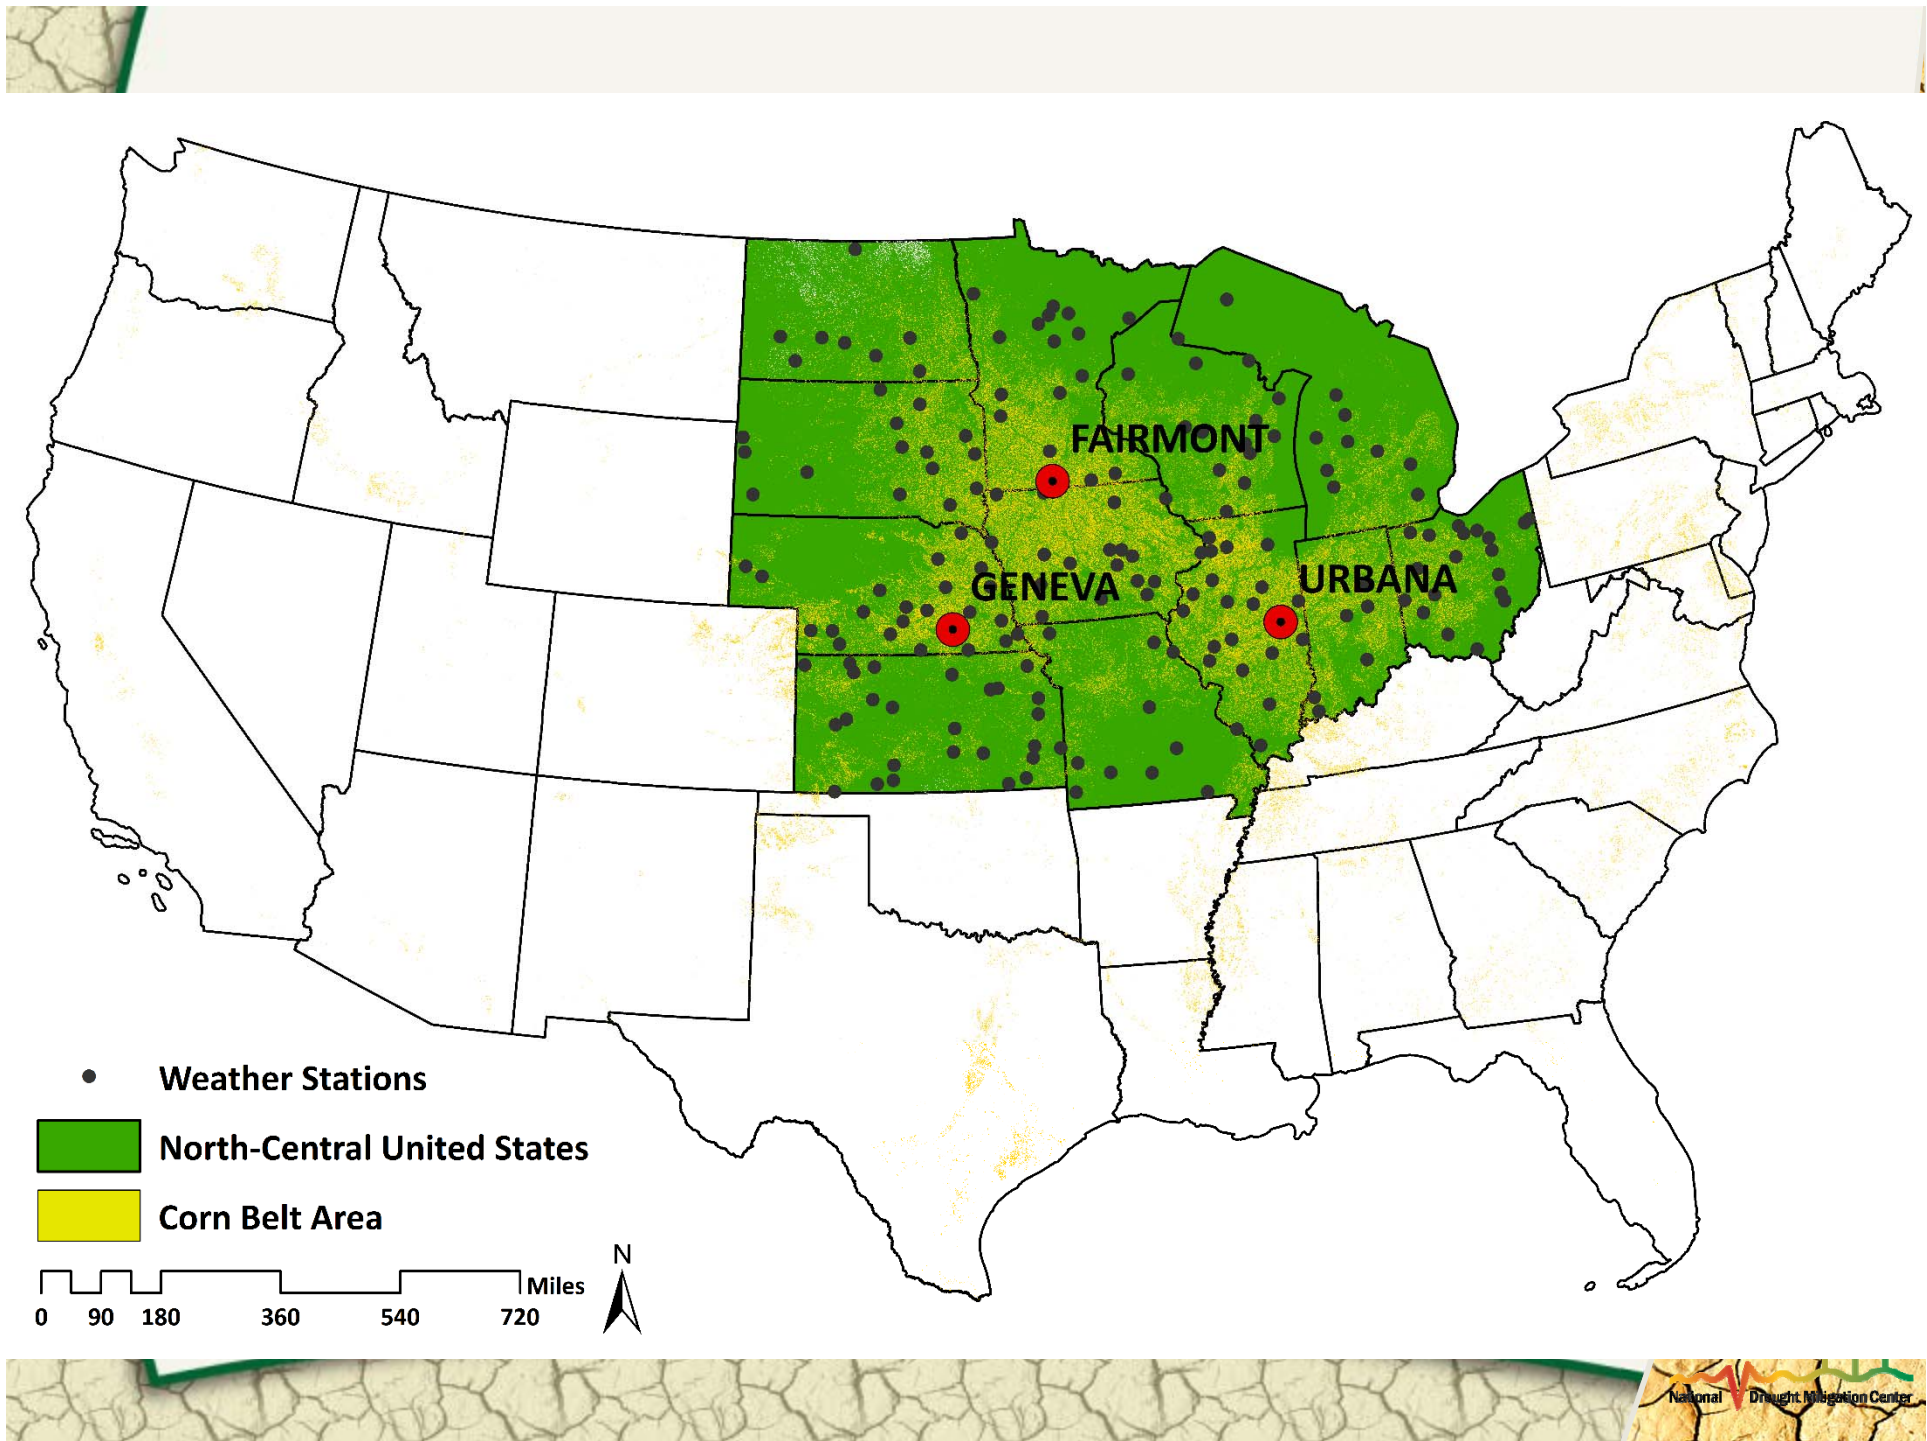 FAIRMONT
GENEVA
URBANA
Weather Stations
North-Central United States
Corn Belt Area
N
Miles
0 90 180 360 540 720
National Drought Mitigation Center